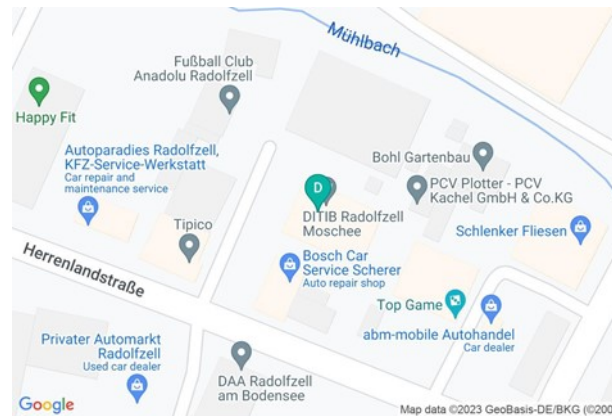 Mühlbach
Fußball Club
Anadolu Radolfzell
Happy Fit
Autoparadies Radolfzell,
KFZ-Service-Werkstatt
Car repair and
maintenance service
Tipico
Bohl Gartenbau
PCV Plotter - PCV
Kachel GmbH & Co.KG
D
DITIB Radolfzell
Moschee
Schlenker Fliesen
Bosch Car
Service Scherer
Auto repair shop
Herrenlandstraße
Top Game
abm-mobile Autohandel
Car dealer
Privater Automarkt
Radolfzell
Used car dealer
DAA Radolfzell
am Bodensee
Google
Map data ©2023 GeoBasis-DE/BKG (©200